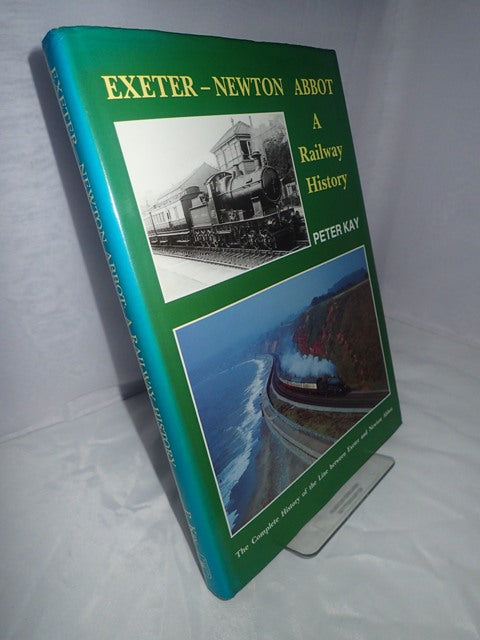 EXETER – NEWTON ABBOT
A
Railway
History
PETER KAY
The Complete History of the Line between Exeter and Newton Abbot
EXETER - NEWTON ABBOT: A RAILWAY HISTORY